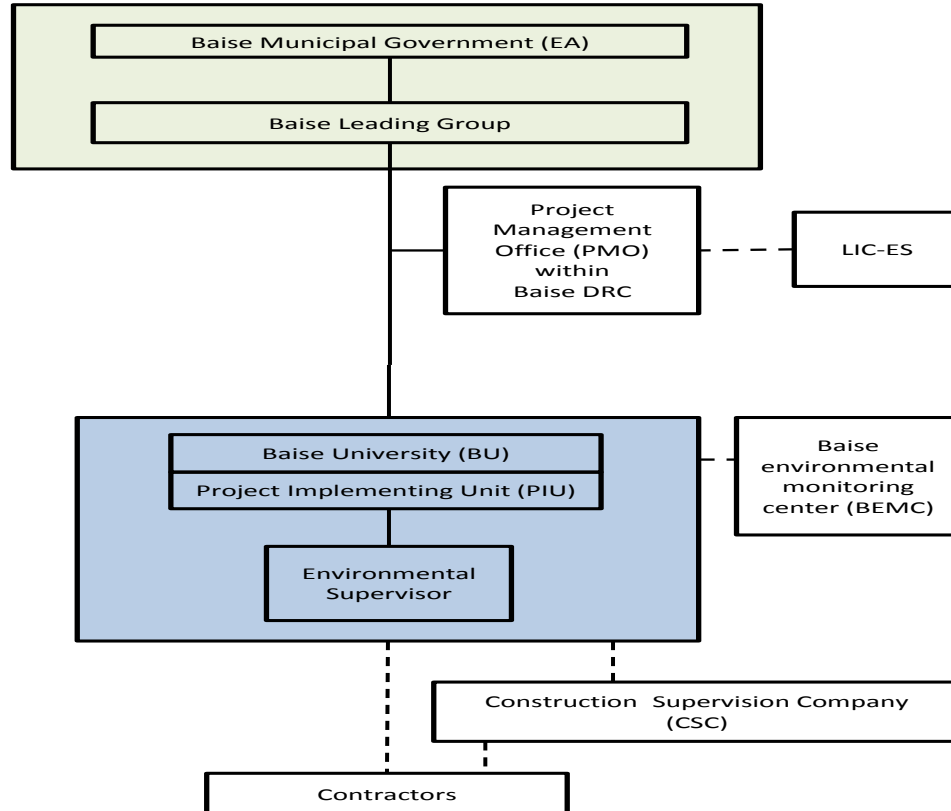 Baise Municipal Government (EA)
Baise Leading Group
Project
Management
Office (PMO)
within
Baise DRC
LIC-ES
Baise University (BU)
Project Implementing Unit (PIU)
Environmental
Supervisor
Baise
environmental
monitoring
center (BEMC)
Construction Supervision Company
(CSC)
Contractors